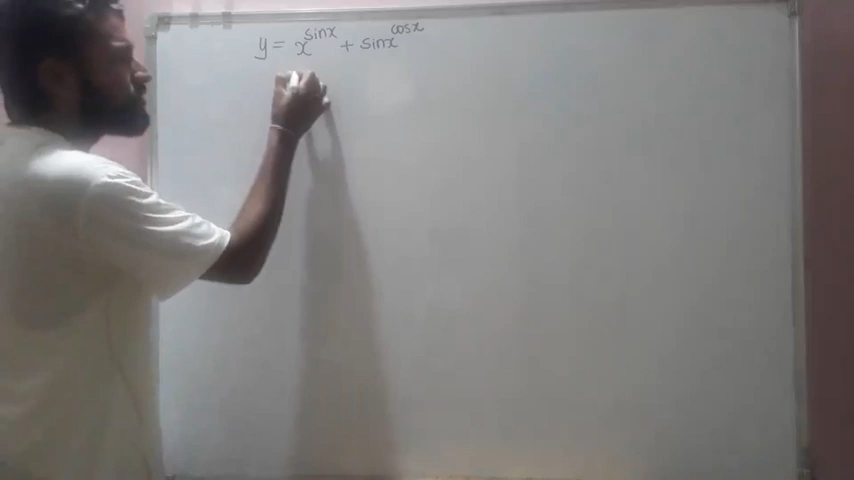 y = x^sinx + sinx^cosx